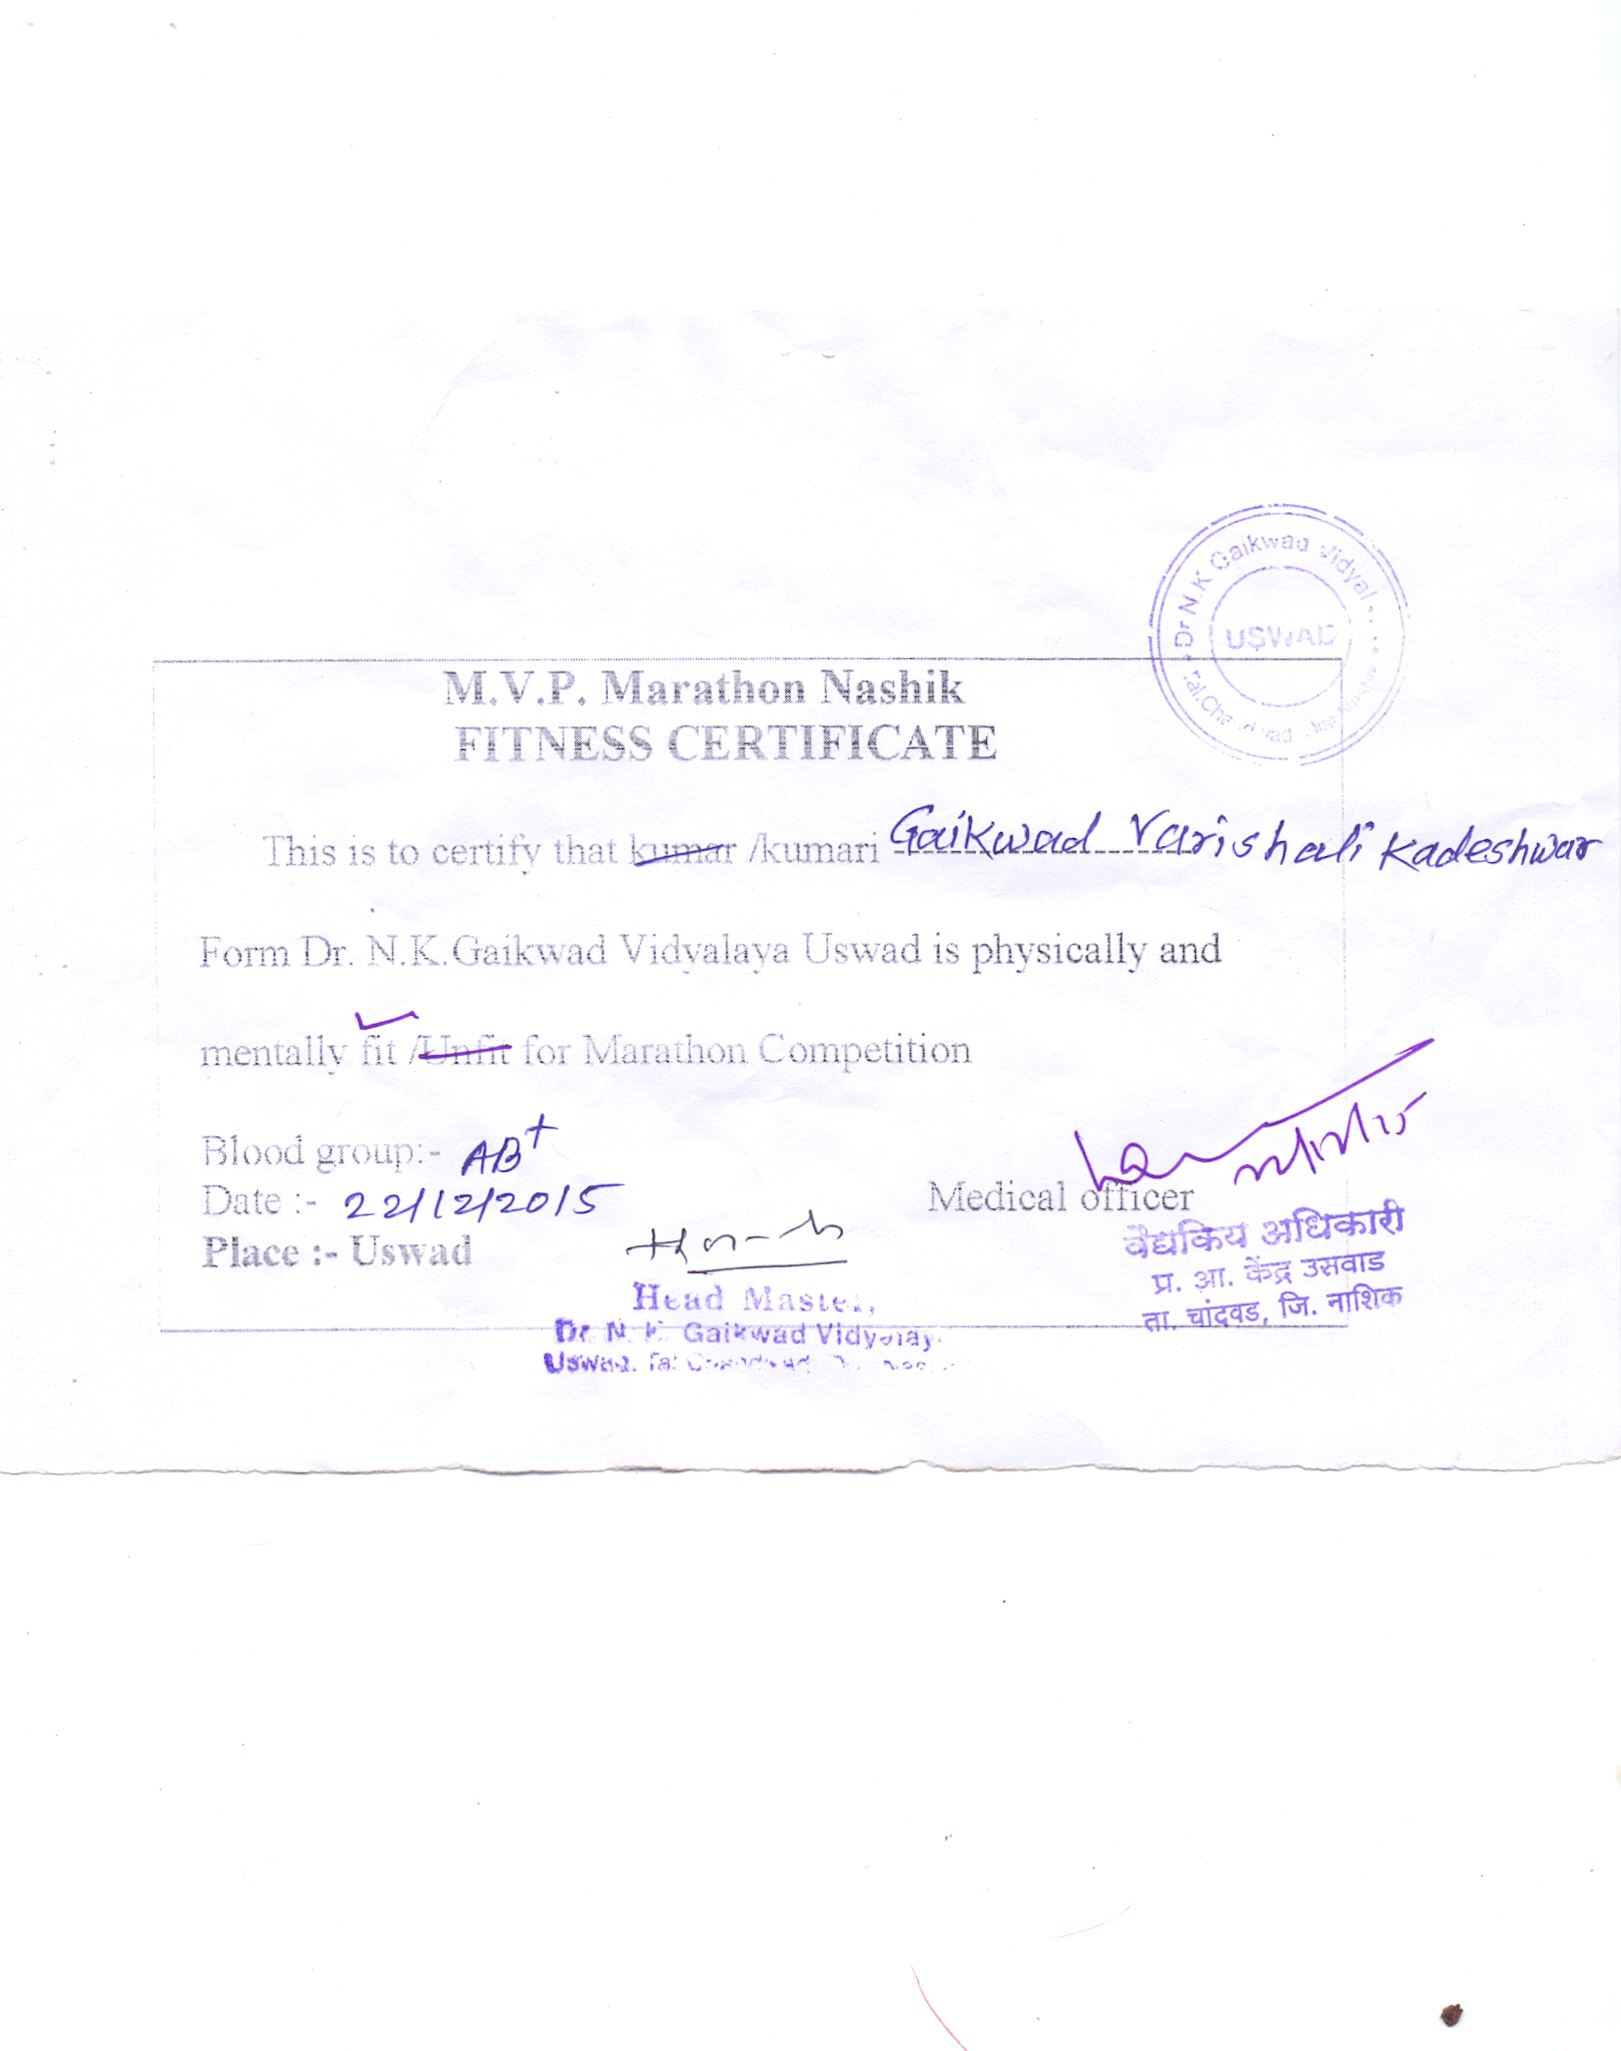 Dr N.K Gaikwad
USWAD
M.V.P. Marathon Nashik
FITNESS CERTIFICATE
This is to certify that kumar /kumari Gaikwad Varishali Kadeshwar
Form Dr. N.K.Gaikwad Vidyalaya Uswad is physically and
mentally fit /Unfit for Marathon Competition
Blood group:- AB+
Date :- 22/12/2015
Place :- Uswad
Medical officer
वैद्यकिय अधिकारी
प्र. आ. केंद्र उसवाड
ता. चांदवड, जि. नाशिक
Head Master,
Dr N. K. Gaikwad
Uswad.